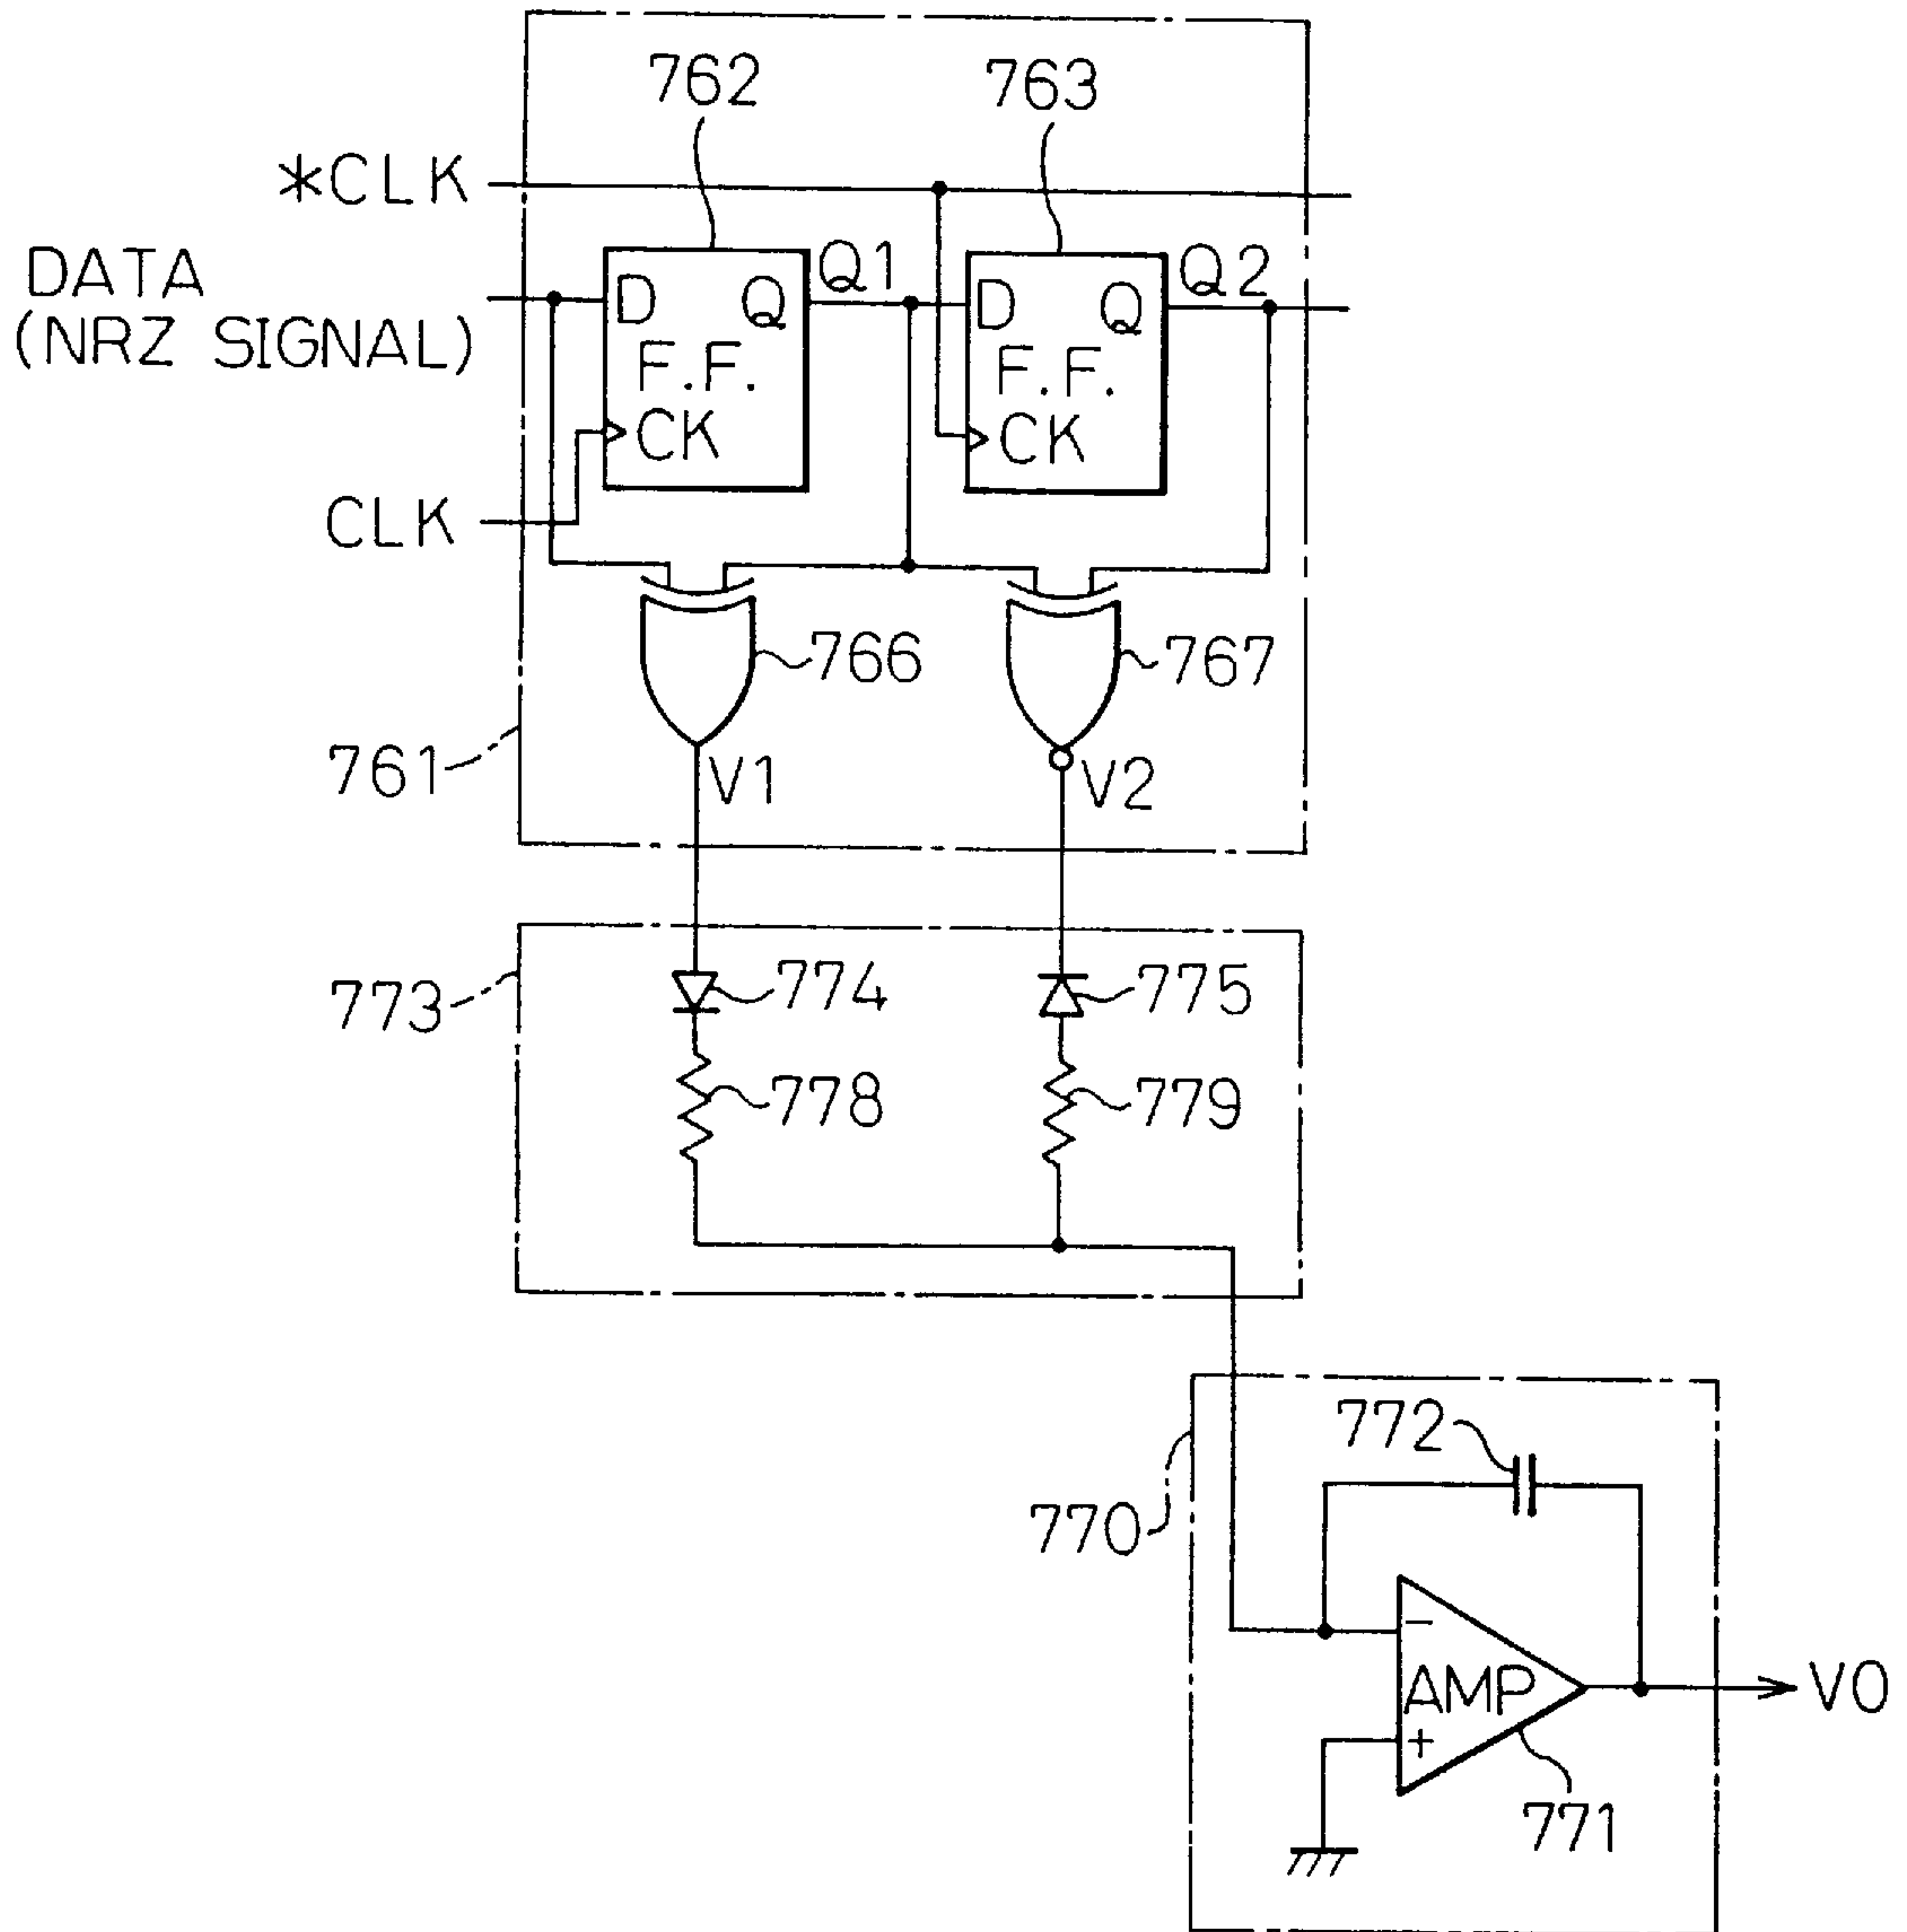 762
763
*CLK
DATA
(NRZ SIGNAL)
Q1
Q2
D Q
F.F.
CK
D Q
F.F.
CK
CLK
766
767
761
V1
V2
773
774
775
778
779
772
770
-
AMP
+
VO
771